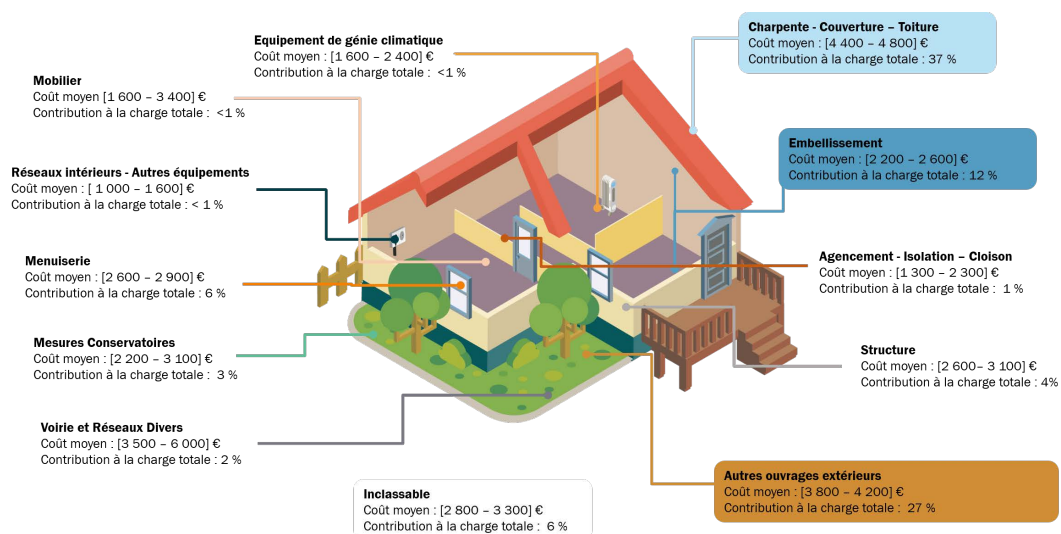 Charpente - Couverture – Toiture
Coût moyen : [4 400 – 4 800] €
Contribution à la charge totale : 37 %
Equipement de génie climatique
Coût moyen : [1 600 – 2 400] €
Contribution à la charge totale : <1 %
Mobilier
Coût moyen [1 600 – 3 400] €
Contribution à la charge totale : <1 %
Embellissement
Coût moyen : [2 200 – 2 600] €
Contribution à la charge totale : 12 %
Réseaux intérieurs - Autres équipements
Coût moyen : [ 1 000 – 1 600] €
Contribution à la charge totale : < 1 %
Menuiserie
Coût moyen : [2 600 – 2 900] €
Contribution à la charge totale : 6 %
Agencement - Isolation – Cloison
Coût moyen : [1 300 – 2 300] €
Contribution à la charge totale : 1 %
Mesures Conservatoires
Coût moyen : [2 200 – 3 100] €
Contribution à la charge totale : 3 %
Structure
Coût moyen : [2 600– 3 100] €
Contribution à la charge totale : 4%
Voirie et Réseaux Divers
Coût moyen : [3 500 – 6 000] €
Contribution à la charge totale : 2 %
Autres ouvrages extérieurs
Coût moyen : [3 800 – 4 200] €
Contribution à la charge totale : 27 %
Inclassable
Coût moyen : [2 800 – 3 300] €
Contribution à la charge totale : 6 %